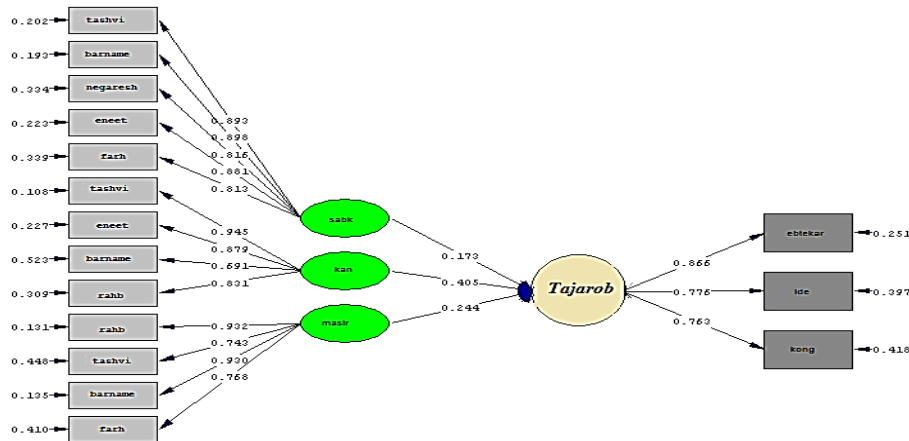 0.202 tashvi
0.193 barname
0.334 negaresh
0.223 eneet
0.339 farh
0.108 tashvi
0.227 eneet
0.523 barname
0.309 rahb
0.131 rahb
0.448 tashvi
0.135 barname
0.410 farh
0.893
0.898
0.816
0.881
0.813
0.945
0.879
0.691
0.831
0.932
0.743
0.930
0.768
sabk
kan
masir
0.173
0.405
0.244
Tajarob
0.866
0.776
0.763
ebtekar 0.251
ide 0.397
kong 0.418